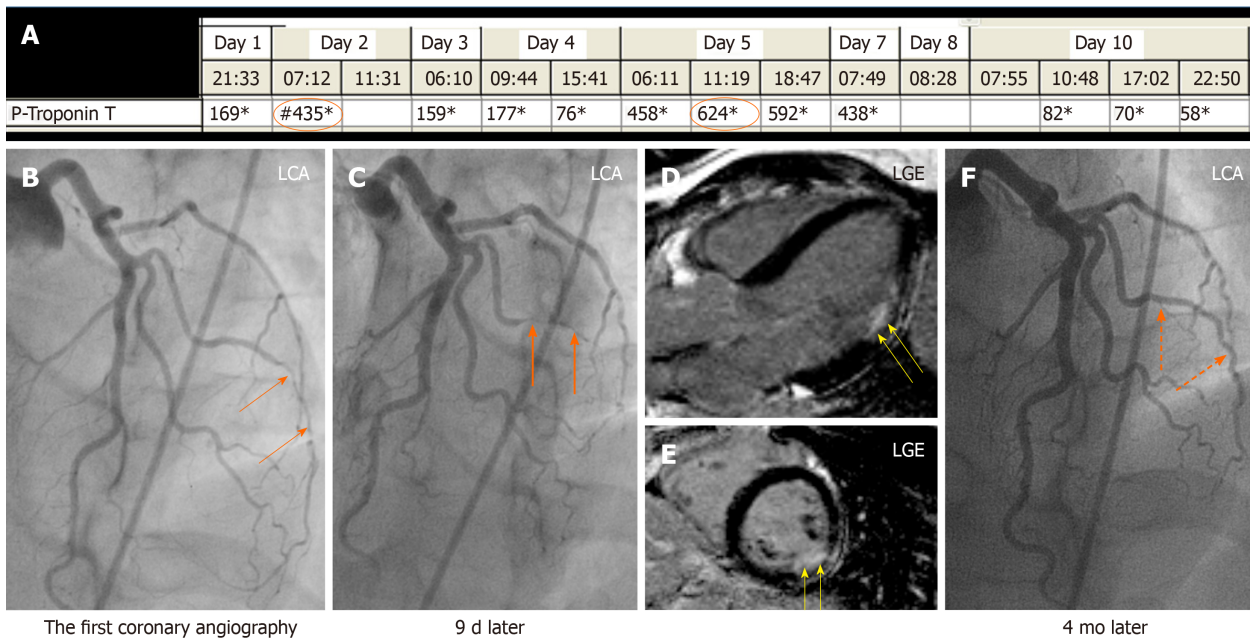 A
Day 1 Day 2 Day 3 Day 4 Day 5 Day 7 Day 8 Day 10
21:33 07:12 11:31 06:10 09:44 15:41 06:11 11:19 18:47 07:49 08:28 07:55 10:48 17:02 22:50
P-Troponin T 169* #435* 159* 177* 76* 458* 624* 592* 438* 82* 70* 58*
B LCA
C LCA
D LGE
E LGE
F LCA
The first coronary angiography
9 d later
4 mo later